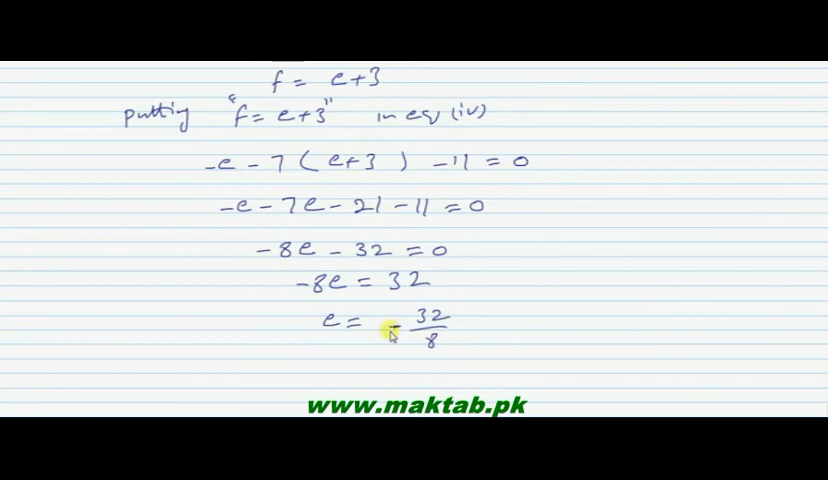 f = e+3
putting "f= e+3" in eq (iv)
-e - 7 ( e+3 ) -11 = 0
-e - 7e - 21 - 11 = 0
-8e - 32 = 0
-8e = 32
e = - 32/8
www.maktab.pk